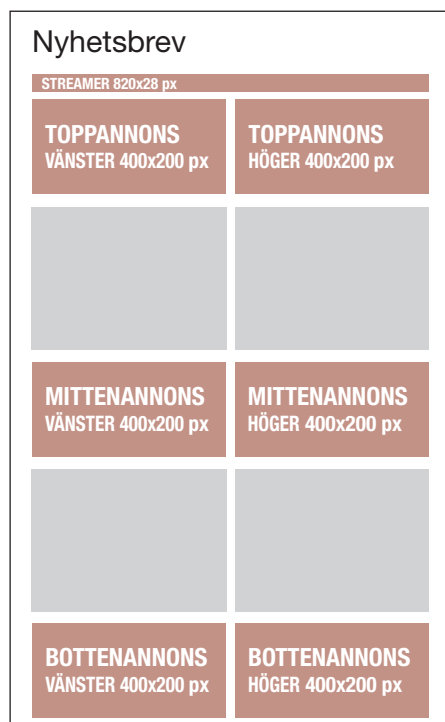 Nyhetsbrev
STREAMER 820x28 px
TOPPANNONS
VÄNSTER 400x200 px
TOPPANNONS
HÖGER 400x200 px
MITTENANNONS
VÄNSTER 400x200 px
MITTENANNONS
HÖGER 400x200 px
BOTTENANNONS
VÄNSTER 400x200 px
BOTTENANNONS
HÖGER 400x200 px